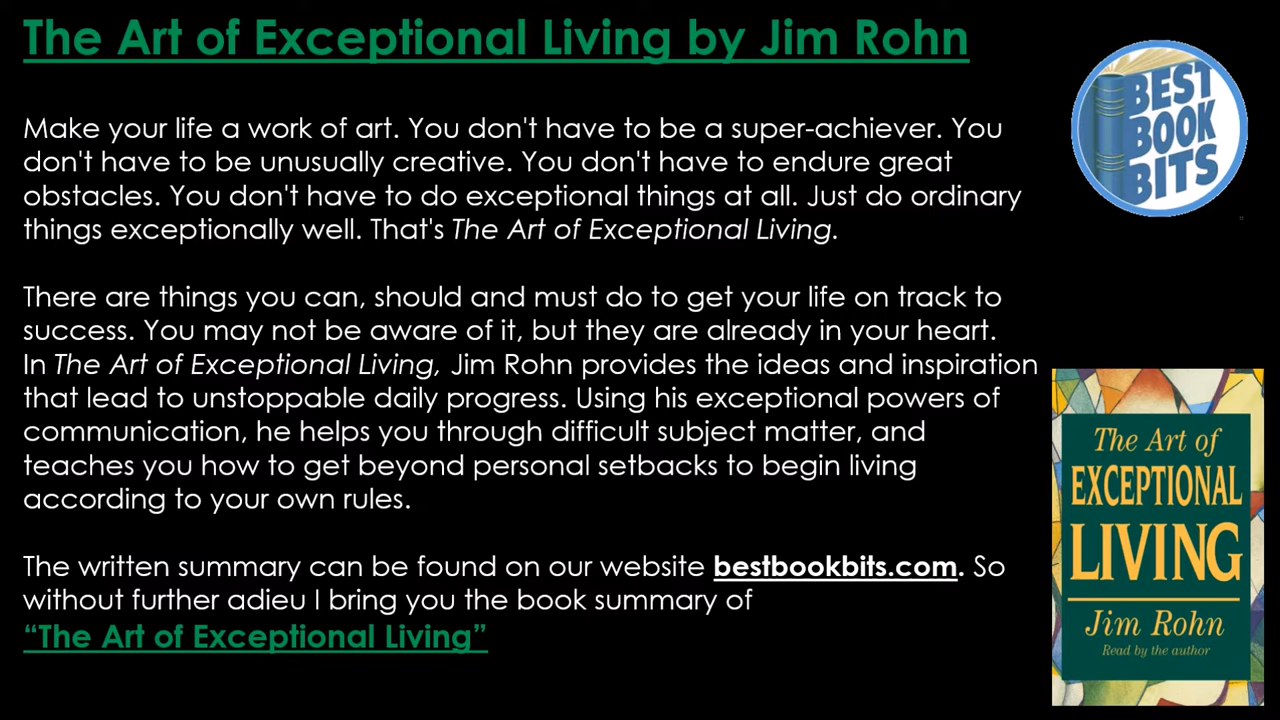 The Art of Exceptional Living by Jim Rohn
BEST
BOOK
BITS
Make your life a work of art. You don't have to be a super-achiever. You
don't have to be unusually creative. You don't have to endure great
obstacles. You don't have to do exceptional things at all. Just do ordinary
things exceptionally well. That's The Art of Exceptional Living.
There are things you can, should and must do to get your life on track to
success. You may not be aware of it, but they are already in your heart.
In The Art of Exceptional Living, Jim Rohn provides the ideas and inspiration
that lead to unstoppable daily progress. Using his exceptional powers of
communication, he helps you through difficult subject matter, and
teaches you how to get beyond personal setbacks to begin living
according to your own rules.
The written summary can be found on our website bestbookbits.com. So
without further adieu I bring you the book summary of
“The Art of Exceptional Living”
The Art of
EXCEPTIONAL
LIVING
Jim Rohn
Read by the author